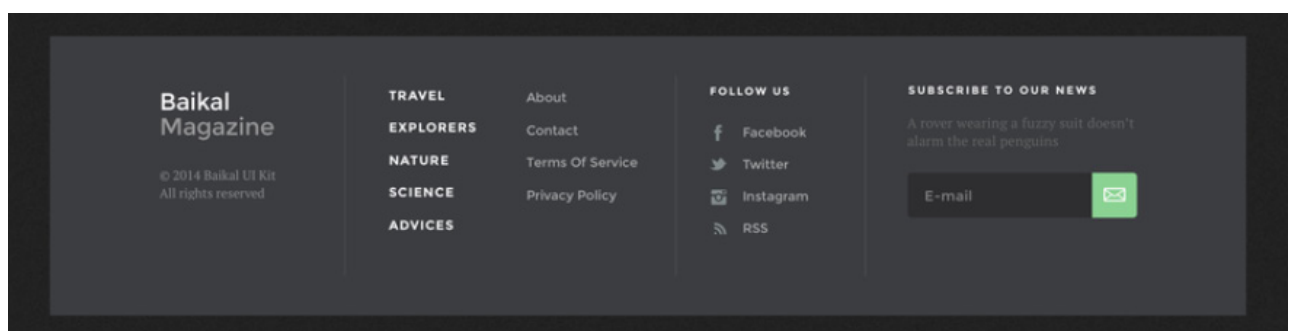 Baikal
Magazine
© 2014 Baikal UI Kit
All rights reserved
TRAVEL
EXPLORERS
NATURE
SCIENCE
ADVICES
About
Contact
Terms Of Service
Privacy Policy
FOLLOW US
Facebook
Twitter
Instagram
RSS
SUBSCRIBE TO OUR NEWS
A rover wearing a fuzzy suit doesn't
alarm the real penguins
E-mail